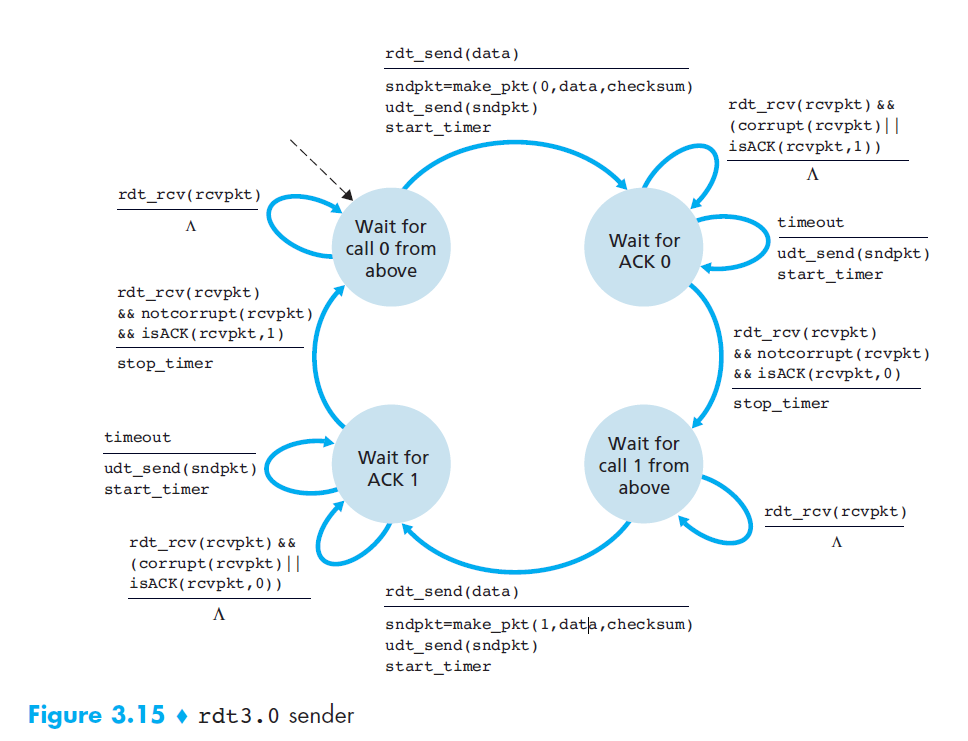 rdt_send(data)
sndpkt=make_pkt(0,data,checksum)
udt_send(sndpkt)
start_timer
rdt_rcv(rcvpkt) &&
(corrupt(rcvpkt)||
isACK(rcvpkt,1))
Λ
rdt_rcv(rcvpkt)
Λ
Wait for
call 0 from
above
Wait for
ACK 0
timeout
udt_send(sndpkt)
start_timer
rdt_rcv(rcvpkt)
&& notcorrupt(rcvpkt)
&& isACK(rcvpkt,1)
stop_timer
rdt_rcv(rcvpkt)
&& notcorrupt(rcvpkt)
&& isACK(rcvpkt,0)
stop_timer
timeout
udt_send(sndpkt)
start_timer
Wait for
ACK 1
Wait for
call 1 from
above
rdt_rcv(rcvpkt)
Λ
rdt_rcv(rcvpkt) &&
(corrupt(rcvpkt)||
isACK(rcvpkt,0))
Λ
rdt_send(data)
sndpkt=make_pkt(1,data,checksum)
udt_send(sndpkt)
start_timer
Figure 3.15 ♦ rdt3.0 sender